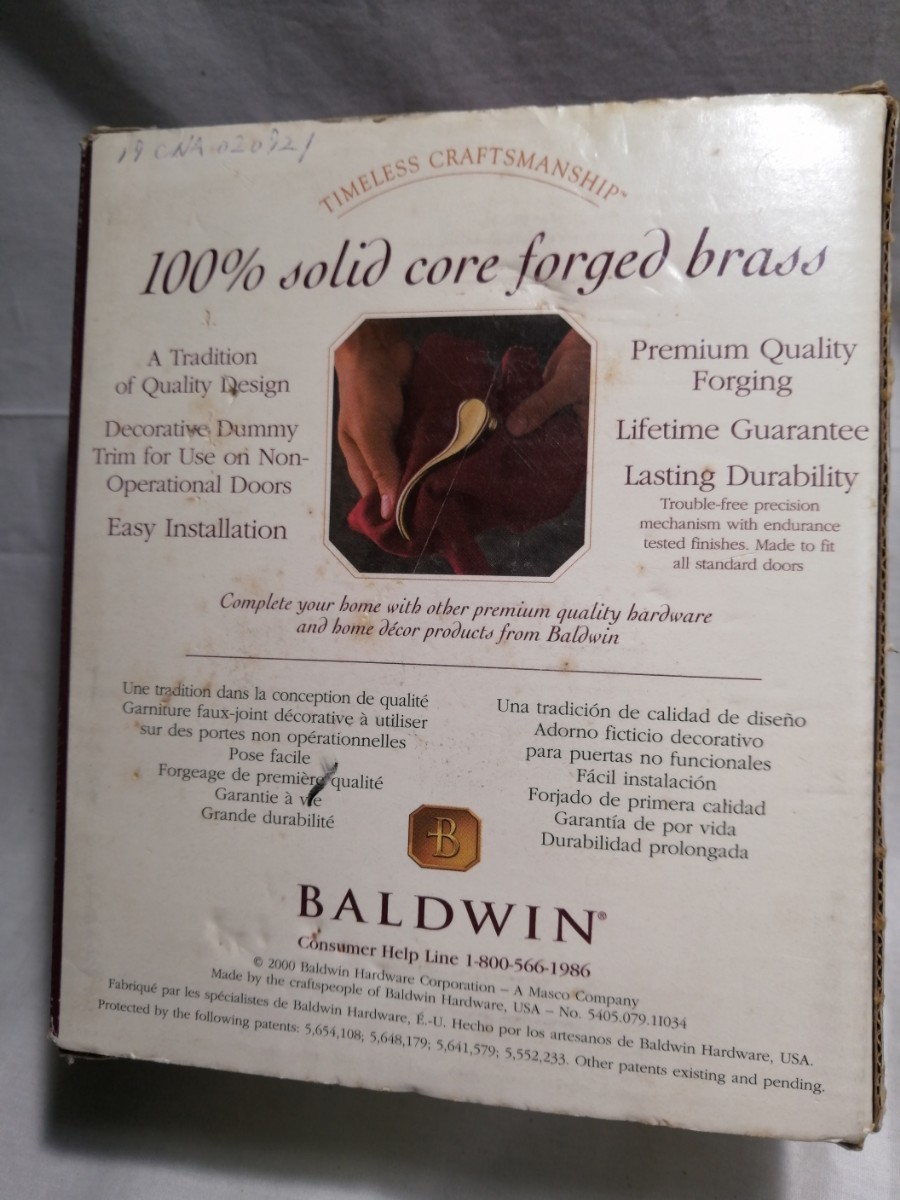 19 CNA-020921
TIMELESS CRAFTSMANSHIP™
100% solid core forged brass
A Tradition
of Quality Design
Decorative Dummy
Trim for Use on Non-
Operational Doors
Easy Installation
Premium Quality
Forging
Lifetime Guarantee
Lasting Durability
Trouble-free precision
mechanism with endurance
tested finishes. Made to fit
all standard doors
Complete your home with other premium quality hardware
and home décor products from Baldwin
Une tradition dans la conception de qualité
Garniture faux-joint décorative à utiliser
sur des portes non opérationnelles
Pose facile
Forgeage de première qualité
Garantie à vie
Grande durabilité
Una tradición de calidad de diseño
Adorno ficticio decorativo
para puertas no funcionales
Fácil instalación
Forjado de primera calidad
Garantía de por vida
Durabilidad prolongada
B
BALDWIN®
Consumer Help Line 1-800-566-1986
© 2000 Baldwin Hardware Corporation – A Masco Company
Made by the craftspeople of Baldwin Hardware, USA – No. 5405.079.11034
Fabriqué par les spécialistes de Baldwin Hardware, É.-U. Hecho por los artesanos de Baldwin Hardware, USA.
Protected by the following patents: 5,654,108; 5,648,179; 5,641,579; 5,552,233. Other patents existing and pending.